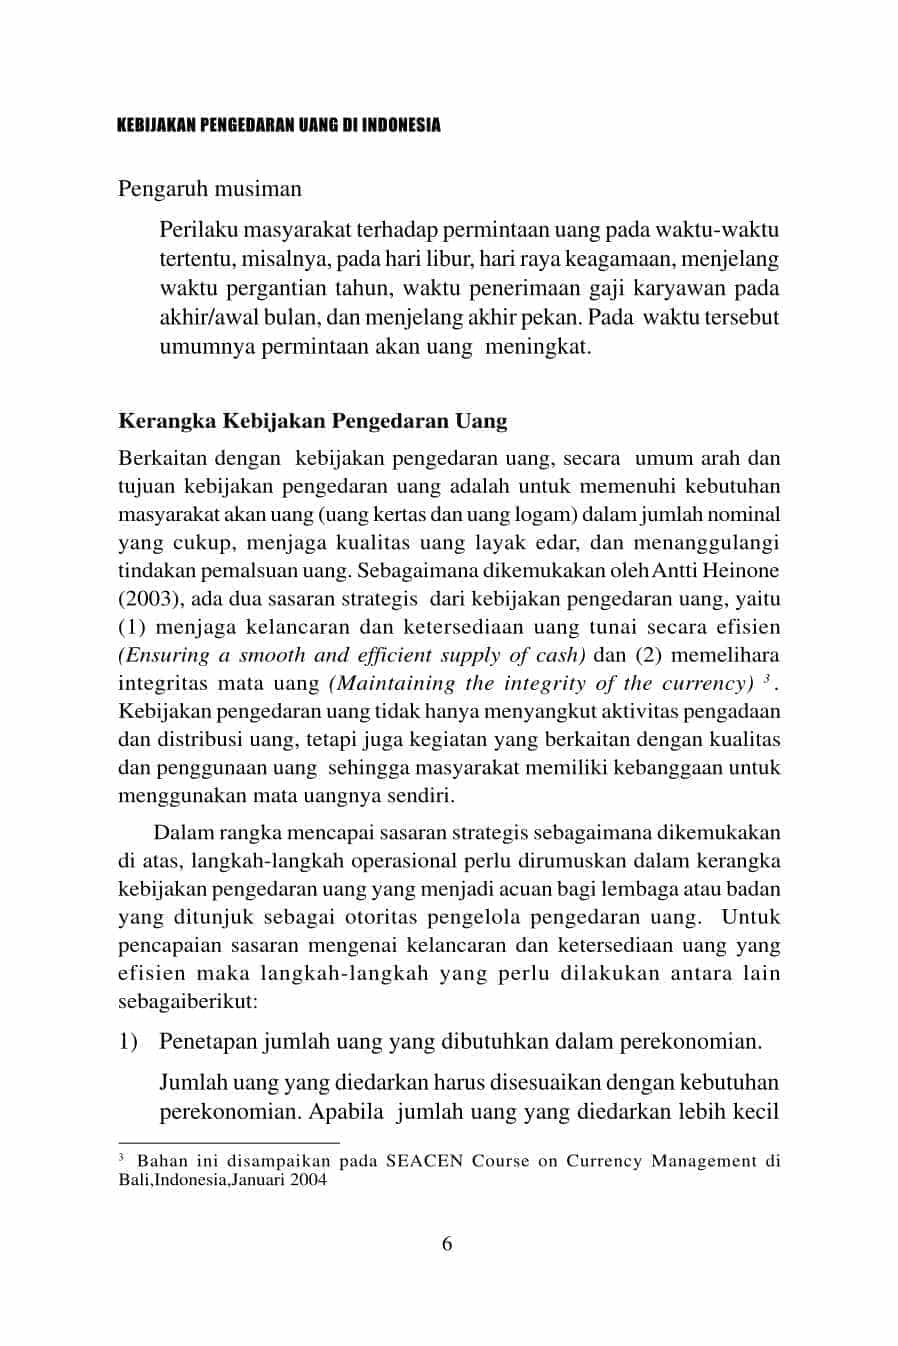 KEBIJAKAN PENGEDARAN UANG DI INDONESIA
Pengaruh musiman
Perilaku masyarakat terhadap permintaan uang pada waktu-waktu
tertentu, misalnya, pada hari libur, hari raya keagamaan, menjelang
waktu pergantian tahun, waktu penerimaan gaji karyawan pada
akhir/awal bulan, dan menjelang akhir pekan. Pada waktu tersebut
umumnya permintaan akan uang meningkat.
Kerangka Kebijakan Pengedaran Uang
Berkaitan dengan kebijakan pengedaran uang, secara umum arah dan
tujuan kebijakan pengedaran uang adalah untuk memenuhi kebutuhan
masyarakat akan uang (uang kertas dan uang logam) dalam jumlah nominal
yang cukup, menjaga kualitas uang layak edar, dan menanggulangi
tindakan pemalsuan uang. Sebagaimana dikemukakan oleh Antti Heinone
(2003), ada dua sasaran strategis dari kebijakan pengedaran uang, yaitu
(1) menjaga kelancaran dan ketersediaan uang tunai secara efisien
(Ensuring a smooth and efficient supply of cash) dan (2) memelihara
integritas mata uang (Maintaining the integrity of the currency) ³.
Kebijakan pengedaran uang tidak hanya menyangkut aktivitas pengadaan
dan distribusi uang, tetapi juga kegiatan yang berkaitan dengan kualitas
dan penggunaan uang sehingga masyarakat memiliki kebanggaan untuk
menggunakan mata uangnya sendiri.
Dalam rangka mencapai sasaran strategis sebagaimana dikemukakan
di atas, langkah-langkah operasional perlu dirumuskan dalam kerangka
kebijakan pengedaran uang yang menjadi acuan bagi lembaga atau badan
yang ditunjuk sebagai otoritas pengelola pengedaran uang. Untuk
pencapaian sasaran mengenai kelancaran dan ketersediaan uang yang
efisien maka langkah-langkah yang perlu dilakukan antara lain
sebagaiberikut:
1) Penetapan jumlah uang yang dibutuhkan dalam perekonomian.
Jumlah uang yang diedarkan harus disesuaikan dengan kebutuhan
perekonomian. Apabila jumlah uang yang diedarkan lebih kecil
³ Bahan ini disampaikan pada SEACEN Course on Currency Management di
Bali,Indonesia,Januari 2004
6